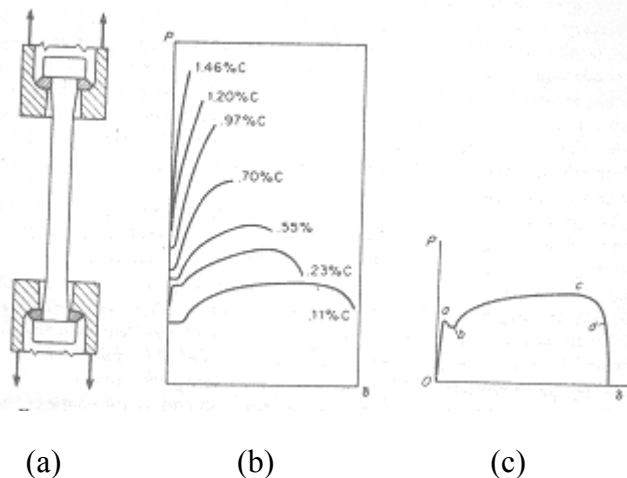 P
1.46%C
1.20%C
.97%C
.70%C
.55%
.23%C
.11%C
δ
P
a
b
c
d
O
δ
(a) (b) (c)